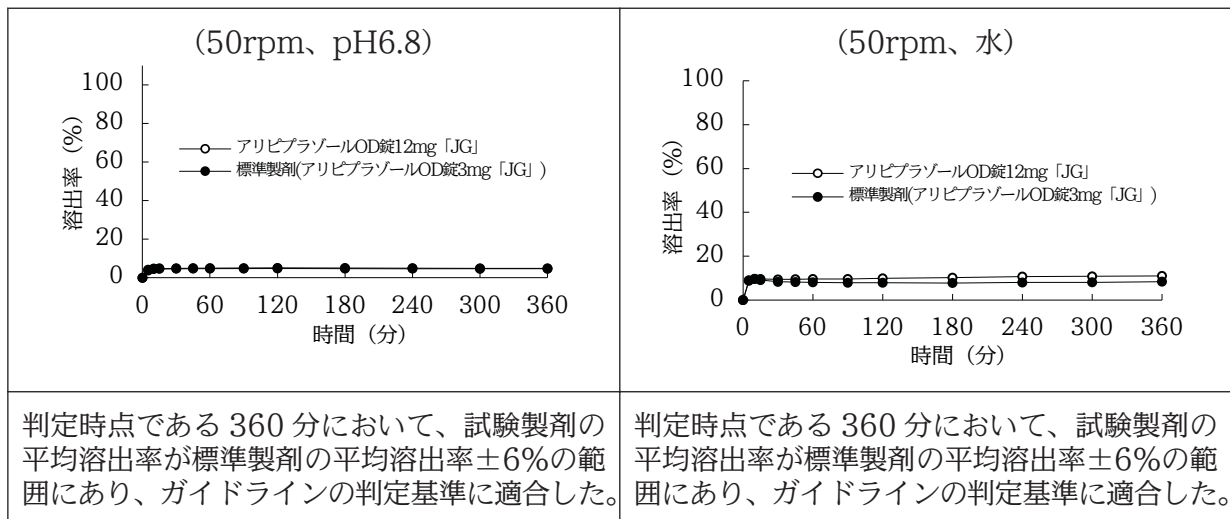 (50rpm、pH6.8)
100
80
60
40
20
0
溶出率 (%)
アリピプラゾールOD錠12mg「JG」
標準製剤(アリピプラゾールOD錠3mg「JG」)
0 60 120 180 240 300 360
時間 (分)
判定時点である 360 分において、試験製剤の
平均溶出率が標準製剤の平均溶出率±6%の範
囲にあり、ガイドラインの判定基準に適合した。
(50rpm、水)
100
80
60
40
20
0
溶出率 (%)
アリピプラゾールOD錠12mg「JG」
標準製剤(アリピプラゾールOD錠3mg「JG」)
0 60 120 180 240 300 360
時間 (分)
判定時点である 360 分において、試験製剤の
平均溶出率が標準製剤の平均溶出率±6%の範
囲にあり、ガイドラインの判定基準に適合した。